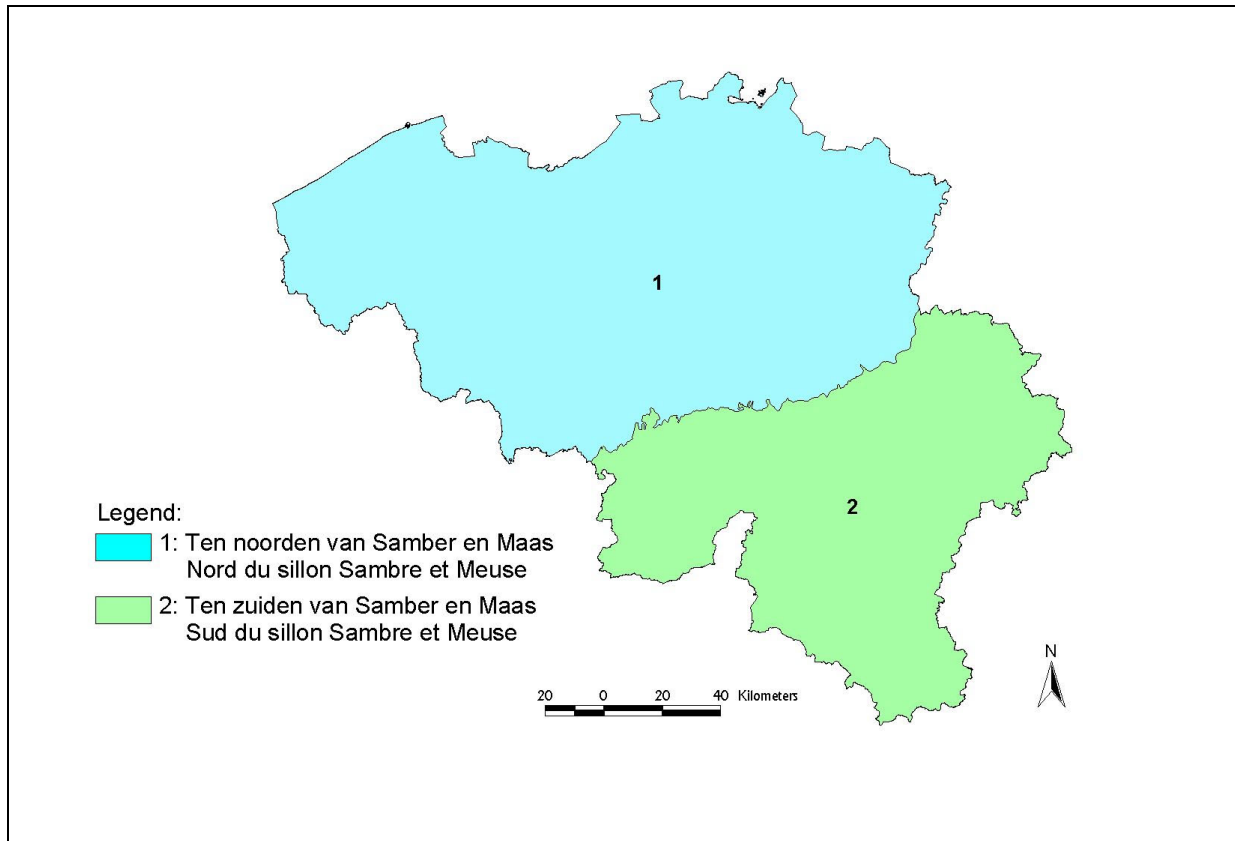 1
2
Legend:
1: Ten noorden van Samber en Maas
Nord du sillon Sambre et Meuse
2: Ten zuiden van Samber en Maas
Sud du sillon Sambre et Meuse
N
20 0 20 40 Kilometers